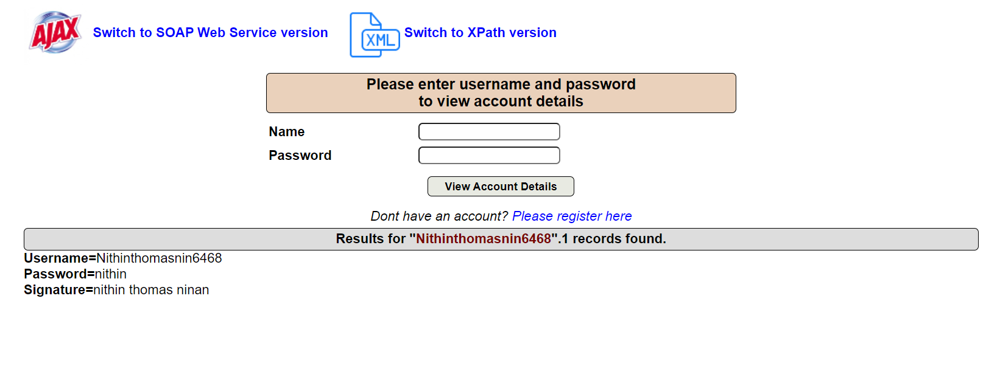 AJAX Switch to SOAP Web Service version XML Switch to XPath version
Please enter username and password
to view account details
Name
Password
View Account Details
Dont have an account? Please register here
Results for "Nithinthomasnin6468".1 records found.
Username=Nithinthomasnin6468
Password=nithin
Signature=nithin thomas ninan